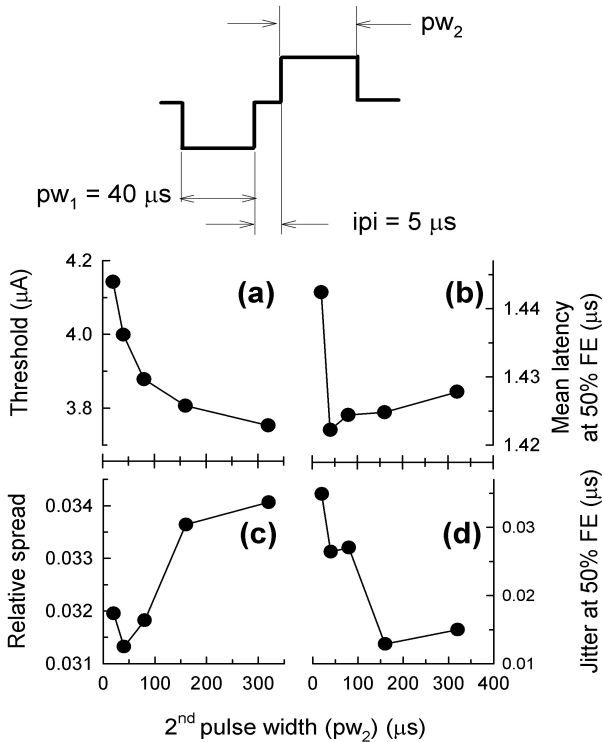 pw₂
pw₁ = 40 μs
ipi = 5 μs
4.2
4.0
3.8
Threshold (μA)
(a)
(b)
1.44
1.43
1.42
Mean latency
at 50% FE (μs)
0.034
0.033
0.032
0.031
Relative spread
(c)
(d)
0.03
0.02
0.01
Jitter at 50% FE (μs)
0 100 200 300 0 100 200 300 400
2ⁿᵈ pulse width (pw₂) (μs)